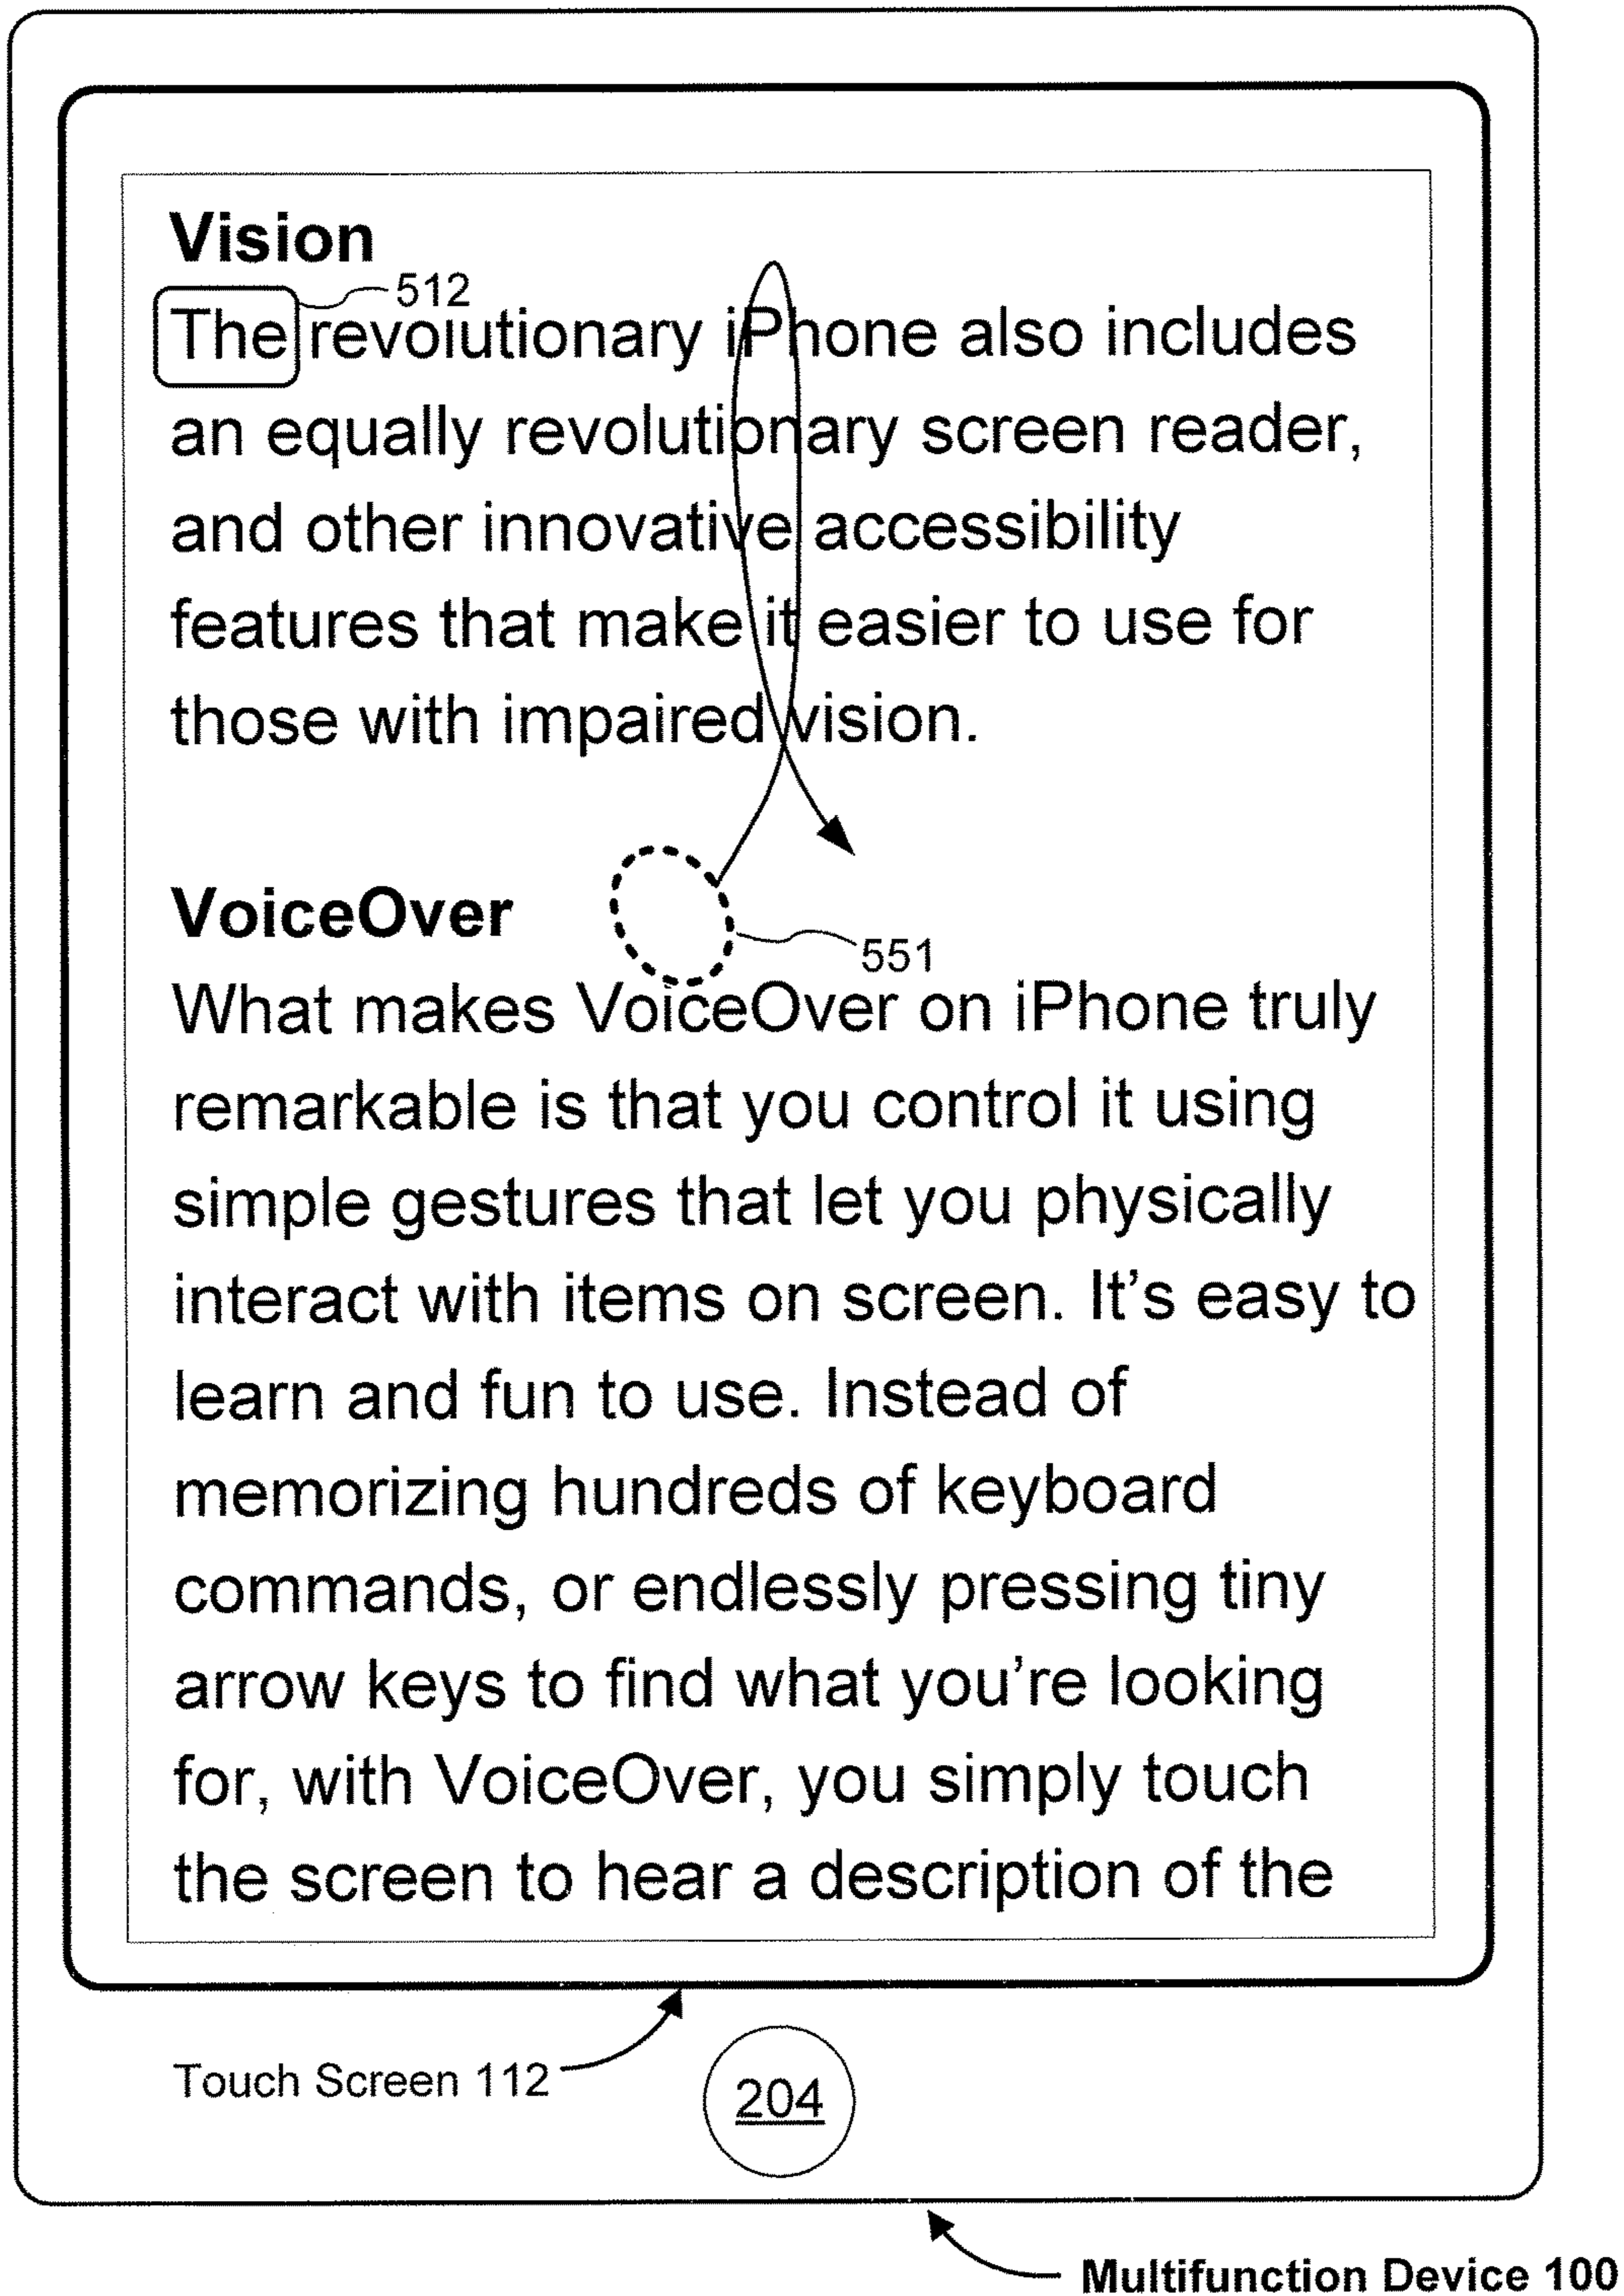 Vision
512
The revolutionary iPhone also includes
an equally revolutionary screen reader,
and other innovative accessibility
features that make it easier to use for
those with impaired vision.
VoiceOver
551
What makes VoiceOver on iPhone truly
remarkable is that you control it using
simple gestures that let you physically
interact with items on screen. It’s easy to
learn and fun to use. Instead of
memorizing hundreds of keyboard
commands, or endlessly pressing tiny
arrow keys to find what you’re looking
for, with VoiceOver, you simply touch
the screen to hear a description of the
Touch Screen 112
204
Multifunction Device 100